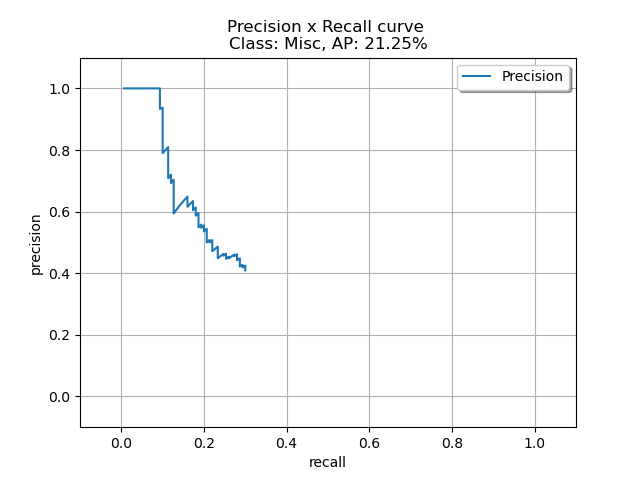 Precision x Recall curve
Class: Misc, AP: 21.25%
Precision
1.0
0.8
0.6
0.4
0.2
0.0
precision
0.0 0.2 0.4 0.6 0.8 1.0
recall